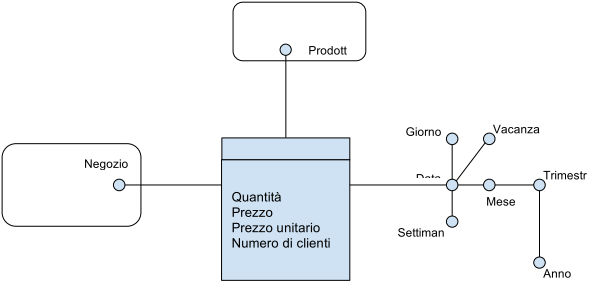 Prodott
Giorno
Vacanza
Negozio
Data
Trimestr
Quantità
Prezzo
Prezzo unitario
Numero di clienti
Mese
Settiman
Anno